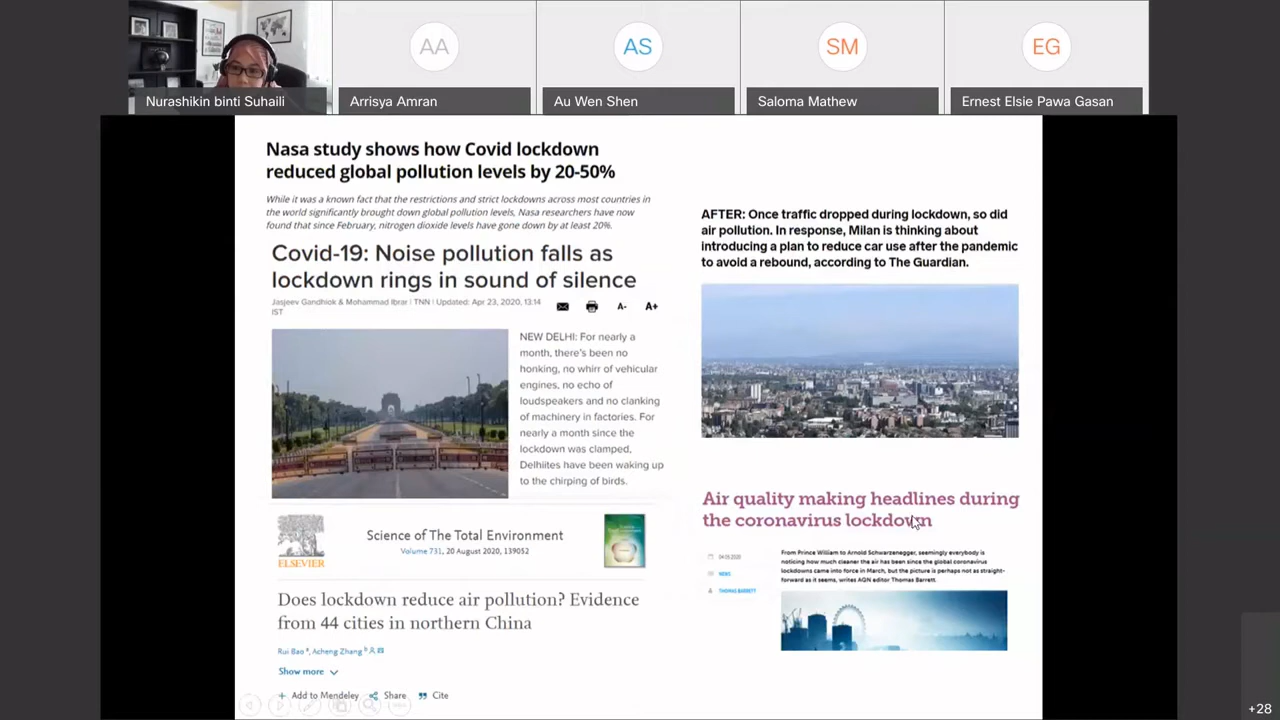 AA
AS
SM
EG
Nurashikin binti Suhaili
Arrisya Amran
Au Wen Shen
Saloma Mathew
Ernest Elsie Pawa Gasan
Nasa study shows how Covid lockdown
reduced global pollution levels by 20-50%
While it was a known fact that the restrictions and strict lockdowns across most countries in
the world significantly brought down global pollution levels, Nasa researchers have now
found that since February, nitrogen dioxide levels have gone down by at least 20%.
Covid-19: Noise pollution falls as
lockdown rings in sound of silence
Jasjeev Gandhiok & Mohammad Ibrar | TNN | Updated: Apr 23, 2020, 13:14
IST
A-
A+
NEW DELHI: For nearly a
month, there's been no
honking, no whirr of vehicular
engines, no echo of
loudspeakers and no clanking
of machinery in factories. For
nearly a month since the
lockdown was clamped,
Delhiites have been waking up
to the chirping of birds.
ELSEVIER
Science of The Total Environment
Volume 731, 20 August 2020, 139052
Does lockdown reduce air pollution? Evidence
from 44 cities in northern China
Rui Bao a, Acheng Zhang b
Show more
Add to Mendeley
Share
Cite
AFTER: Once traffic dropped during lockdown, so did
air pollution. In response, Milan is thinking about
introducing a plan to reduce car use after the pandemic
to avoid a rebound, according to The Guardian.
Air quality making headlines during
the coronavirus lockdown
04.05.2020
NEWS
THOMAS BARRETT
From Prince William to Arnold Schwarzenegger, seemingly everybody is
noticing how much cleaner the air has been since the global coronavirus
lockdowns came into force in March, but the picture is perhaps not as straight-
forward as it seems, writes AGN editor Thomas Barrett.
+28